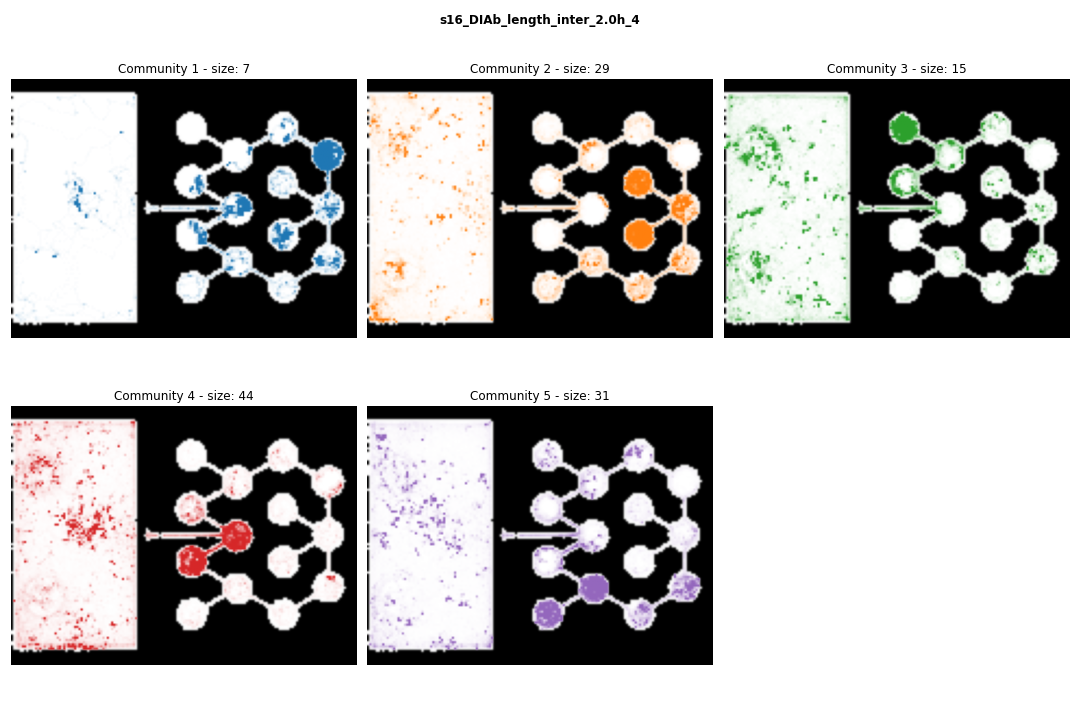 s16_DIAb_length_inter_2.0h_4
Community 1 - size: 7
Community 2 - size: 29
Community 3 - size: 15
Community 4 - size: 44
Community 5 - size: 31